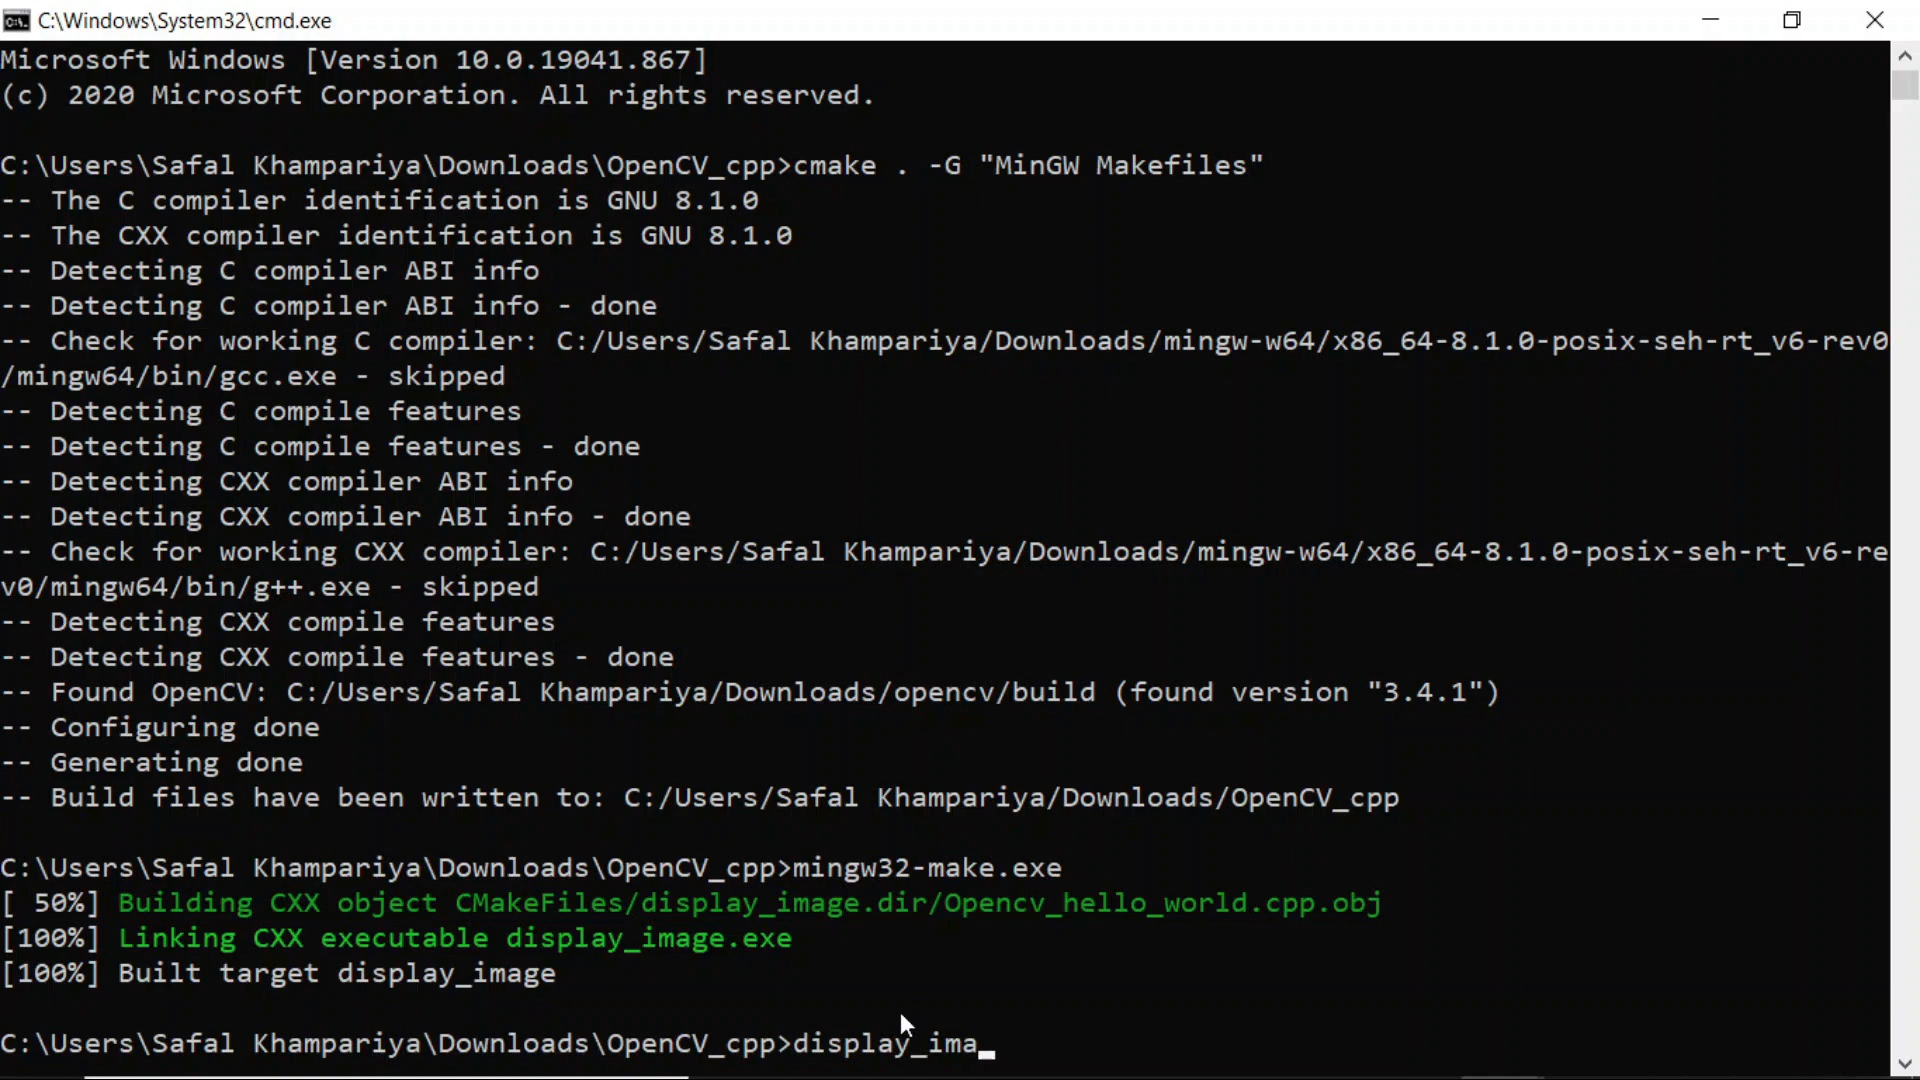 C:\Windows\System32\cmd.exe
Microsoft Windows [Version 10.0.19041.867]
(c) 2020 Microsoft Corporation. All rights reserved.
C:\Users\Safal Khampariya\Downloads\OpenCV_cpp>cmake . -G "MinGW Makefiles"
-- The C compiler identification is GNU 8.1.0
-- The CXX compiler identification is GNU 8.1.0
-- Detecting C compiler ABI info
-- Detecting C compiler ABI info - done
-- Check for working C compiler: C:/Users/Safal Khampariya/Downloads/mingw-w64/x86_64-8.1.0-posix-seh-rt_v6-rev0
/mingw64/bin/gcc.exe - skipped
-- Detecting C compile features
-- Detecting C compile features - done
-- Detecting CXX compiler ABI info
-- Detecting CXX compiler ABI info - done
-- Check for working CXX compiler: C:/Users/Safal Khampariya/Downloads/mingw-w64/x86_64-8.1.0-posix-seh-rt_v6-re
v0/mingw64/bin/g++.exe - skipped
-- Detecting CXX compile features
-- Detecting CXX compile features - done
-- Found OpenCV: C:/Users/Safal Khampariya/Downloads/opencv/build (found version "3.4.1")
-- Configuring done
-- Generating done
-- Build files have been written to: C:/Users/Safal Khampariya/Downloads/OpenCV_cpp
C:\Users\Safal Khampariya\Downloads\OpenCV_cpp>mingw32-make.exe
[ 50%] Building CXX object CMakeFiles/display_image.dir/Opencv_hello_world.cpp.obj
[100%] Linking CXX executable display_image.exe
[100%] Built target display_image
C:\Users\Safal Khampariya\Downloads\OpenCV_cpp>display_ima